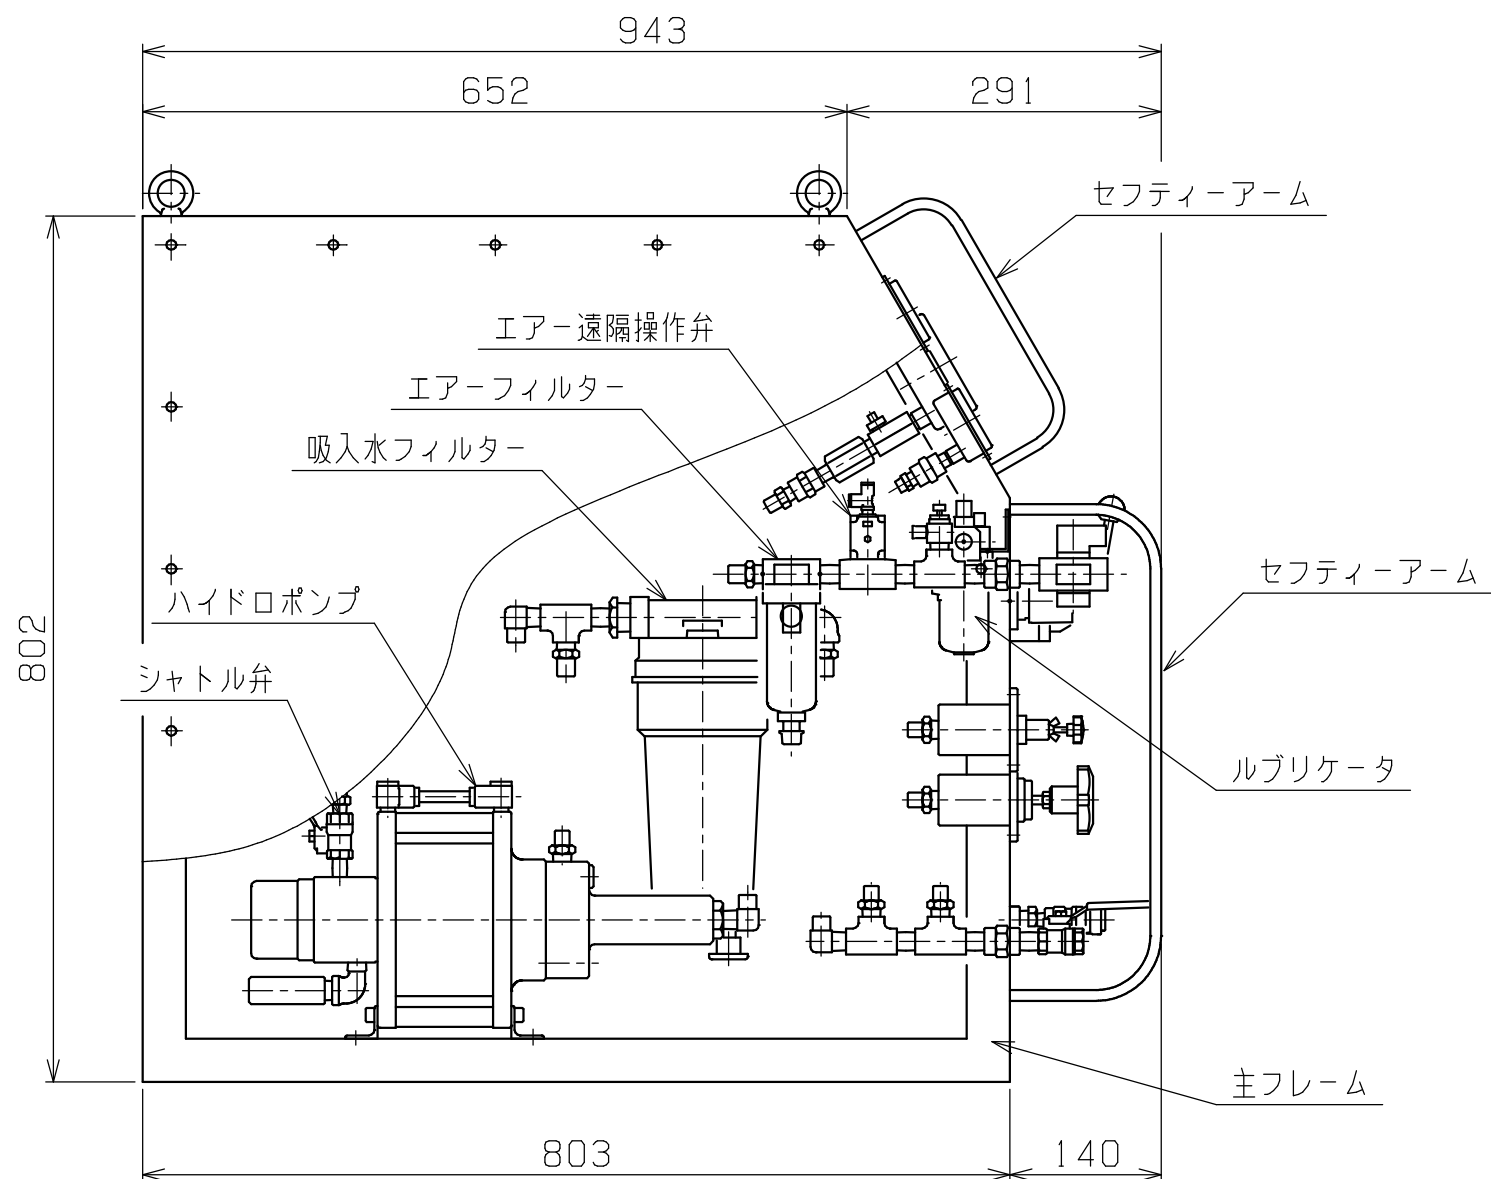 943
652
291
セフティーアーム
エアー遠隔操作弁
エアーフィルター
吸入水フィルター
セフティーアーム
ハイドロポンプ
802
シャトル弁
ルブリケータ
主フレーム
803
140